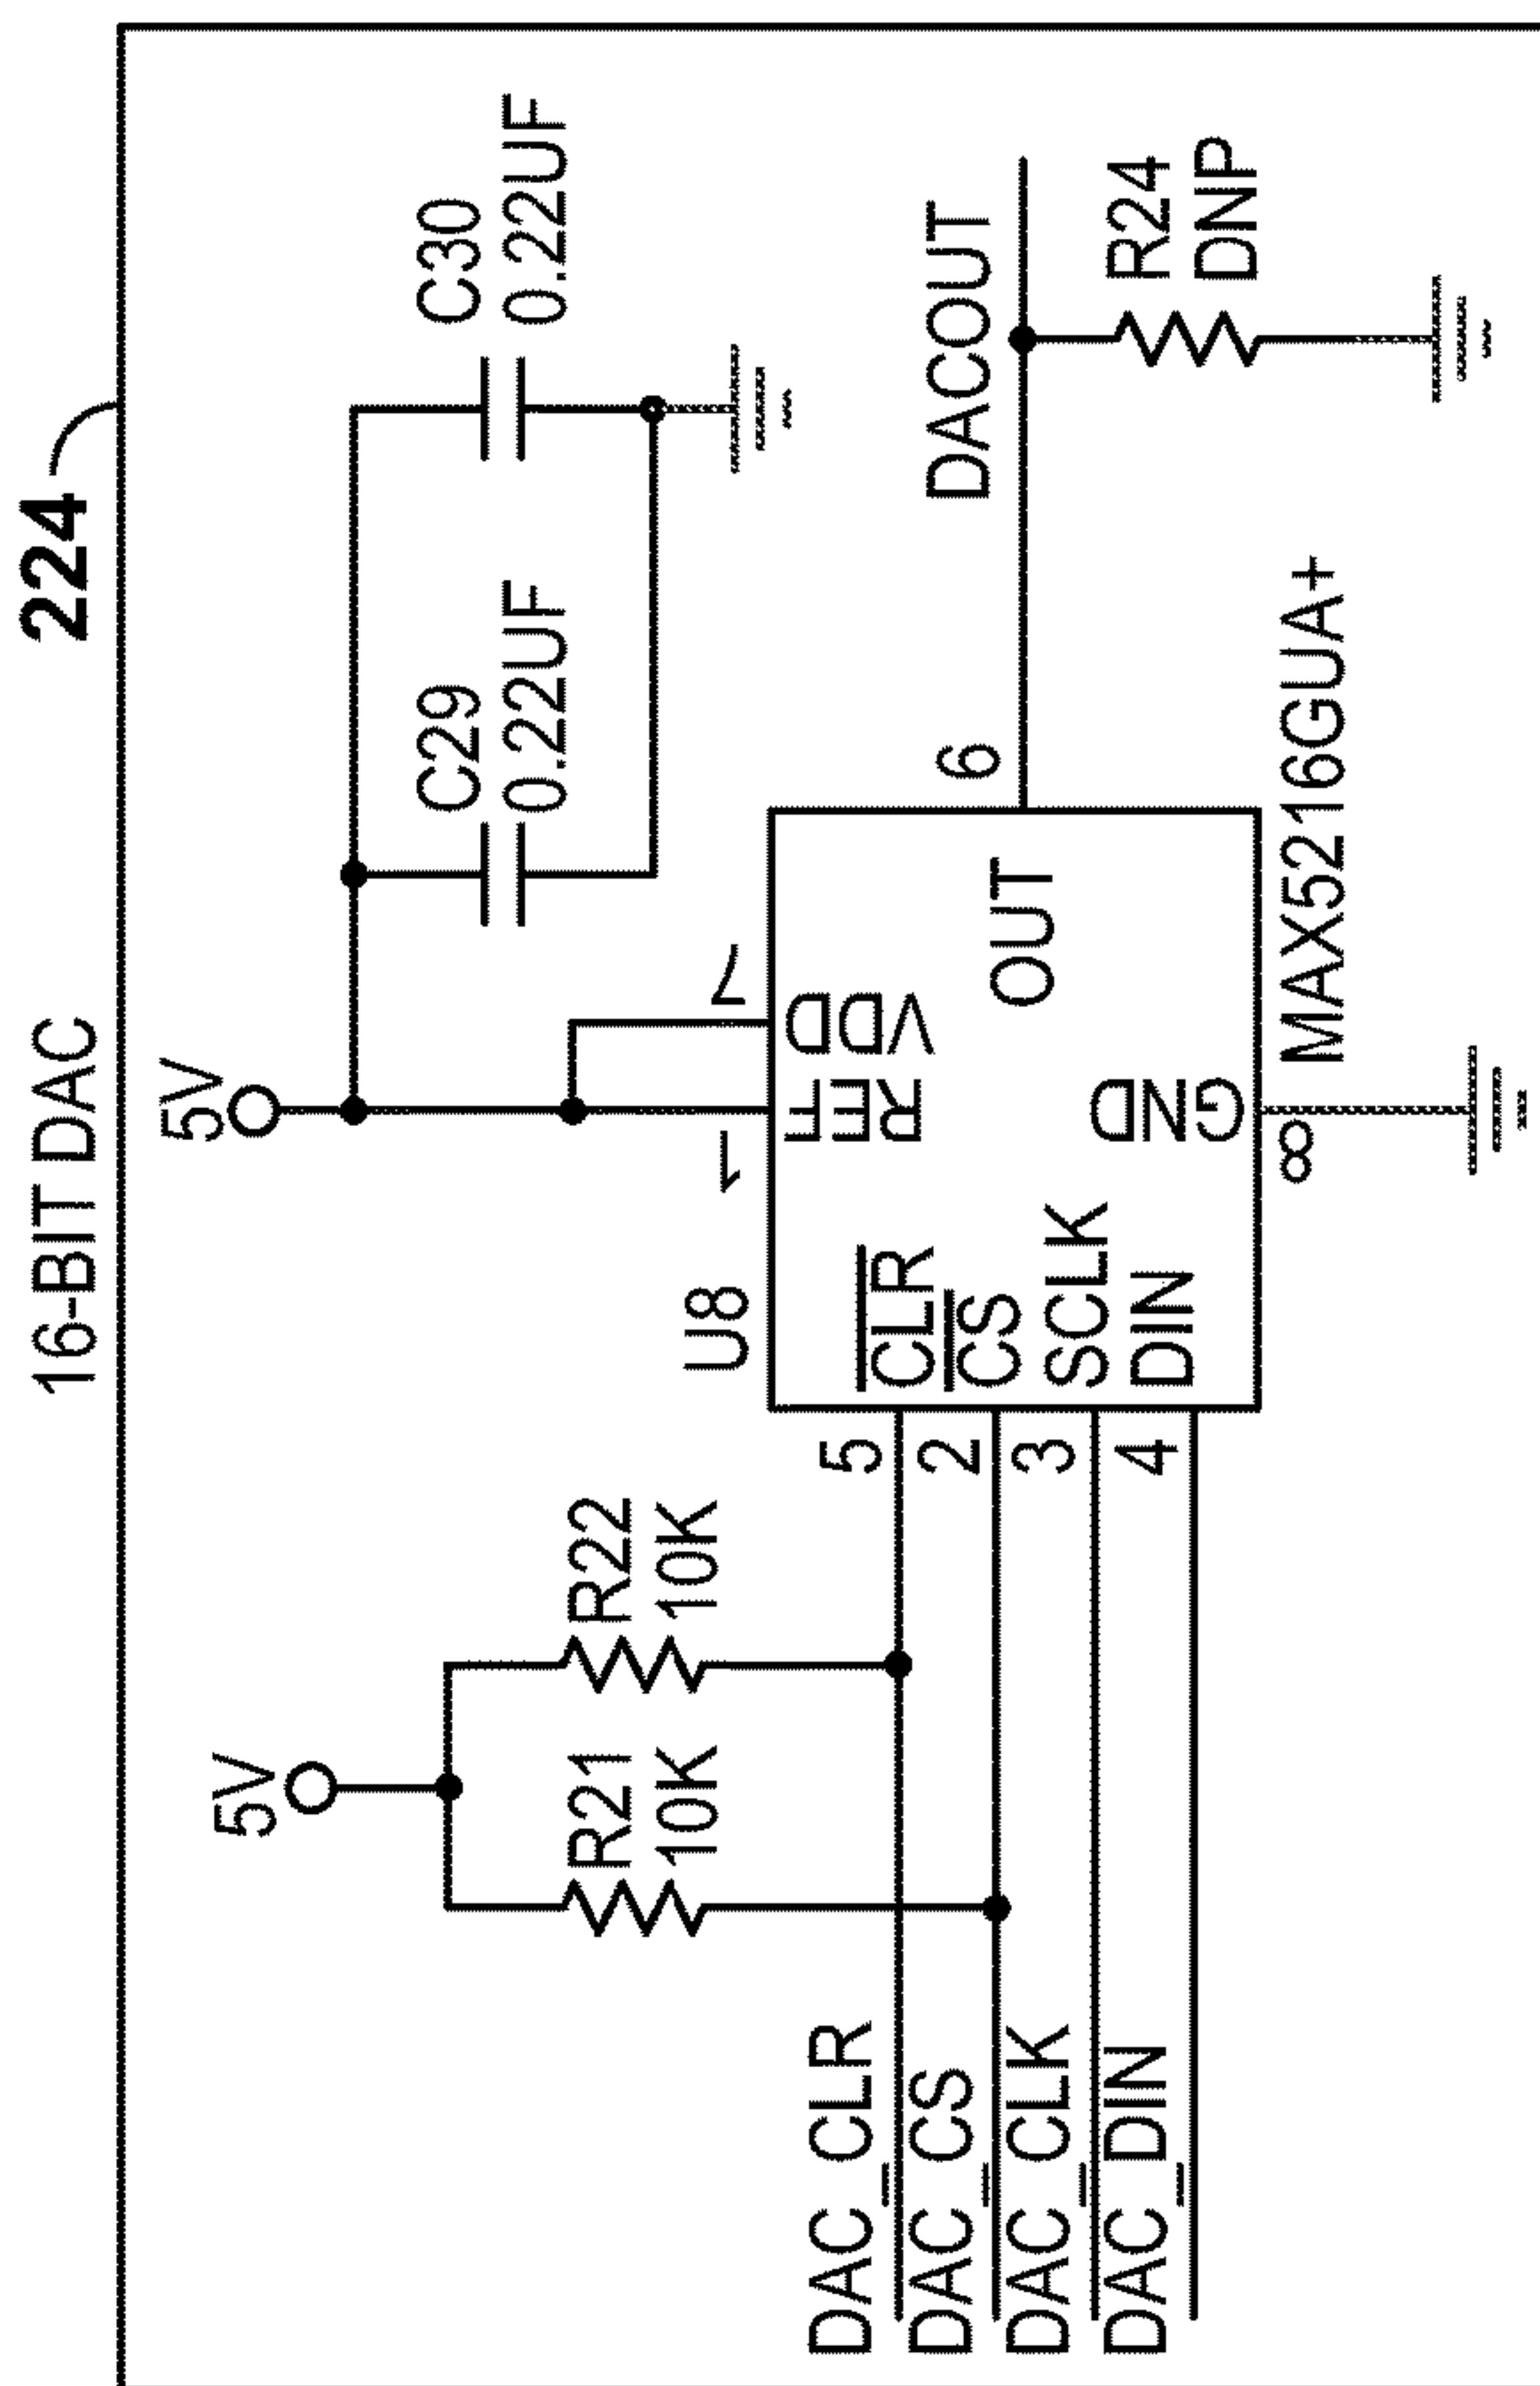 16-BIT DAC
224
5V
5V
C29
0.22UF
C30
0.22UF
R21
10K
R22
10K
U8
1
7
REF
VDD
DAC_CLR
5
CLR
DAC_CS
2
CS
DAC_CLK
3
SCLK
DAC_DIN
4
DIN
OUT
6
DACOUT
GND
8
MAX5216GUA+
R24
DNP